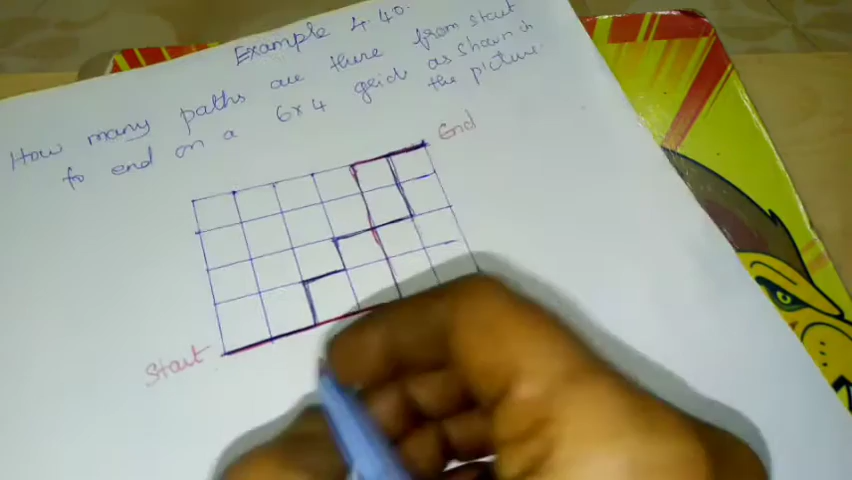 Example 4.40.
How many paths are there from start
to end on a 6x4 grid as shown in
the picture.
End
Start